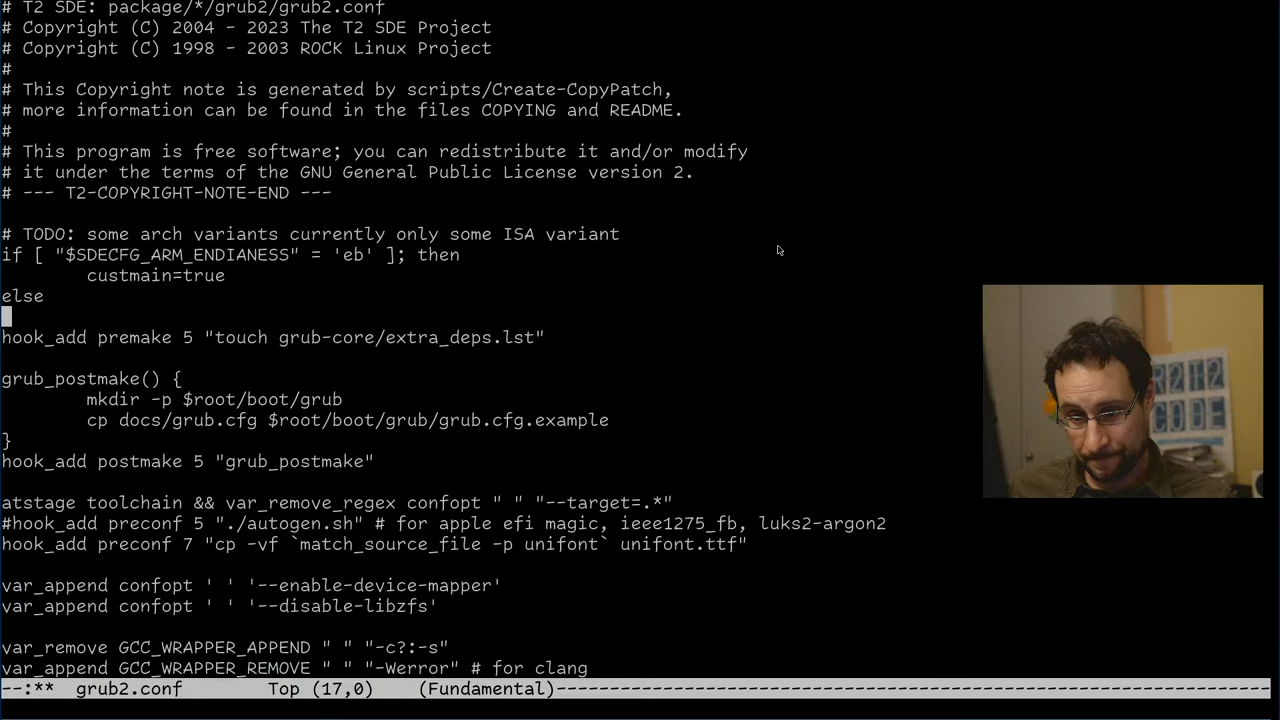 # T2 SDE: package/*/grub2/grub2.conf
# Copyright (C) 2004 - 2023 The T2 SDE Project
# Copyright (C) 1998 - 2003 ROCK Linux Project
#
# This Copyright note is generated by scripts/Create-CopyPatch,
# more information can be found in the files COPYING and README.
#
# This program is free software; you can redistribute it and/or modify
# it under the terms of the GNU General Public License version 2.
# --- T2-COPYRIGHT-NOTE-END ---
# TODO: some arch variants currently only some ISA variant
if [ "$SDECFG_ARM_ENDIANESS" = 'eb' ]; then
custmain=true
else
hook_add premake 5 "touch grub-core/extra_deps.lst"
grub_postmake() {
mkdir -p $root/boot/grub
cp docs/grub.cfg $root/boot/grub/grub.cfg.example
}
hook_add postmake 5 "grub_postmake"
atstage toolchain && var_remove_regex confopt " " "--target=.*"
#hook_add preconf 5 "./autogen.sh" # for apple efi magic, ieee1275_fb, luks2-argon2
hook_add preconf 7 "cp -vf `match_source_file -p unifont` unifont.ttf"
var_append confopt ' ' '--enable-device-mapper'
var_append confopt ' ' '--disable-libzfs'
var_remove GCC_WRAPPER_APPEND " " "-c?:-s"
var_append GCC_WRAPPER_REMOVE " " "-Werror" # for clang
--:** grub2.conf Top (17,0) (Fundamental)----------------------------------------------------------------
CODE